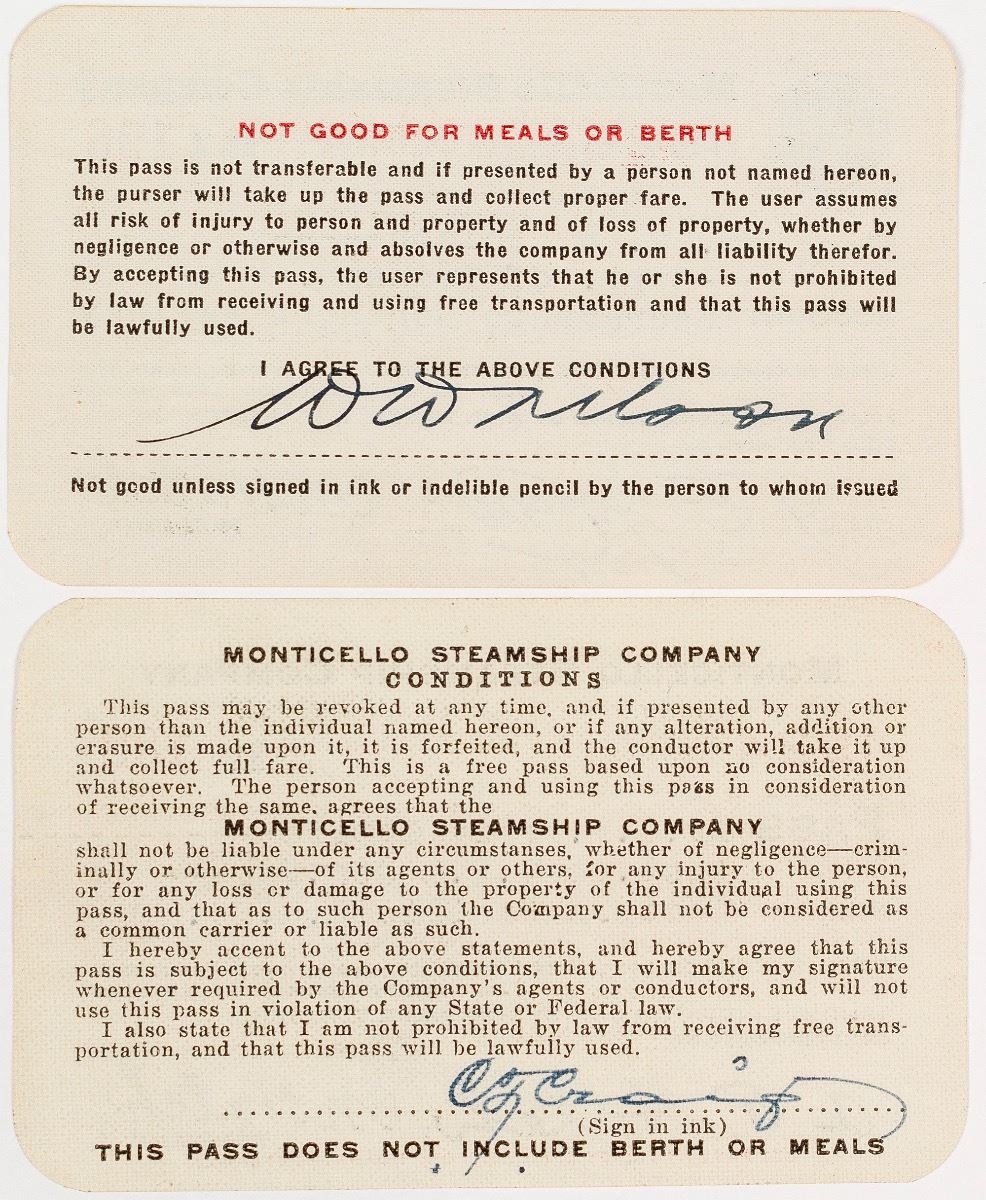 NOT GOOD FOR MEALS OR BERTH
This pass is not transferable and if presented by a person not named hereon,
the purser will take up the pass and collect proper fare. The user assumes
all risk of injury to person and property and of loss of property, whether by
negligence or otherwise and absolves the company from all liability therefor.
By accepting this pass, the user represents that he or she is not prohibited
by law from receiving and using free transportation and that this pass will
be lawfully used.
I AGREE TO THE ABOVE CONDITIONS
Not good unless signed in ink or indelible pencil by the person to whom issued
MONTICELLO STEAMSHIP COMPANY
CONDITIONS
This pass may be revoked at any time, and if presented by any other
person than the individual named hereon, or if any alteration, addition or
erasure is made upon it, it is forfeited, and the conductor will take it up
and collect full fare. This is a free pass based upon no consideration
whatsoever. The person accepting and using this pass in consideration
of receiving the same, agrees that the
MONTICELLO STEAMSHIP COMPANY
shall not be liable under any circumstanses, whether of negligence—crim-
inally or otherwise—of its agents or others, for any injury to the person,
or for any loss or damage to the property of the individual using this
pass, and that as to such person the Company shall not be considered as
a common carrier or liable as such.
I hereby accent to the above statements, and hereby agree that this
pass is subject to the above conditions, that I will make my signature
whenever required by the Company's agents or conductors, and will not
use this pass in violation of any State or Federal law.
I also state that I am not prohibited by law from receiving free trans-
portation, and that this pass will be lawfully used.
Craig
(Sign in ink)
THIS PASS DOES NOT INCLUDE BERTH OR MEALS